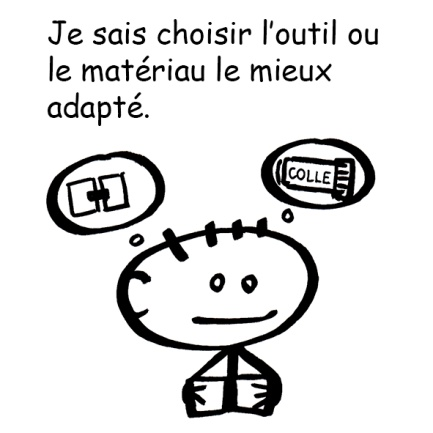 Je sais choisir l'outil ou
le matériau le mieux
adapté.
COLLE